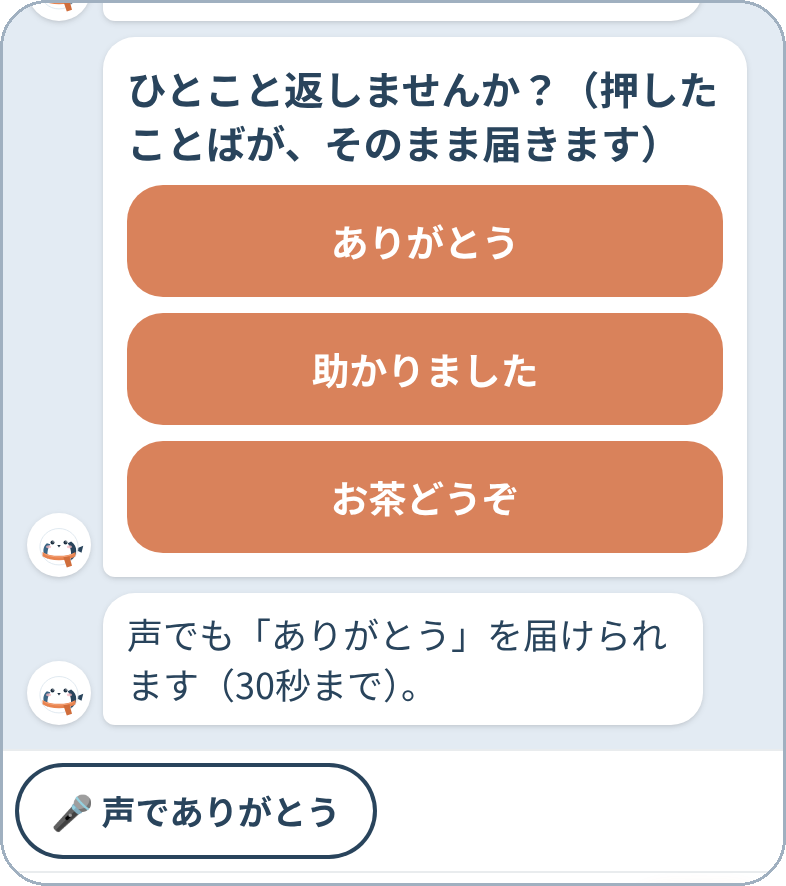 ひとこと返しませんか？（押した
ことばが、そのまま届きます）
ありがとう
助かりました
お茶どうぞ
声でも「ありがとう」を届けられ
ます（30秒まで）。
🎤 声でありがとう